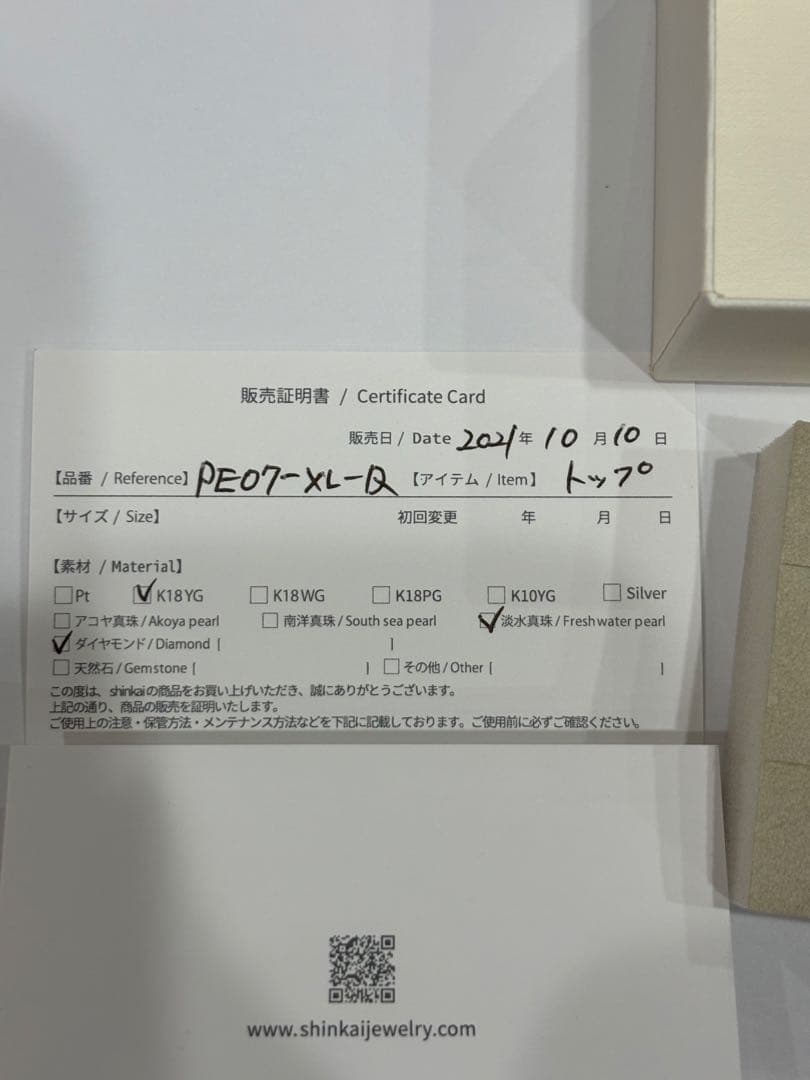 販売証明書 / Certificate Card
販売日 / Date 2021年 10 月 10 日
【品番 / Reference】PE07-XL-Q 【アイテム / Item】 トップ
【サイズ / Size】 初回変更 年 月 日
【素材 / Material】
Pt K18YG K18WG K18PG K10YG Silver
アコヤ真珠 / Akoya pearl 南洋真珠 / South sea pearl 淡水真珠 / Fresh water pearl
ダイヤモンド / Diamond [ ]
天然石 / Gemstone [ ] その他 / Other [ ]
この度は、shinkaiの商品をお買い上げいただき、誠にありがとうございます。
上記の通り、商品の販売を証明いたします。
ご使用上の注意・保管方法・メンテナンス方法などを下記に記載しております。ご使用前に必ずご確認ください。
www.shinkaijewelry.com